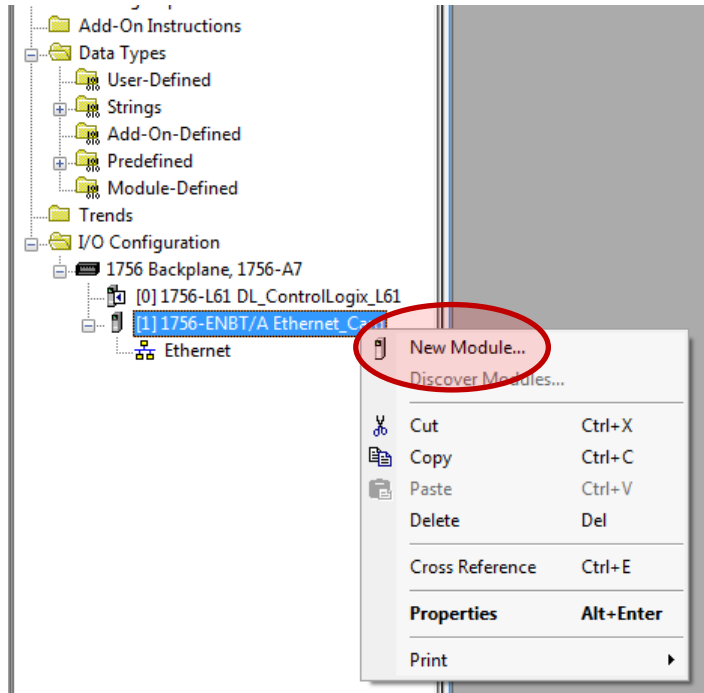 Add-On Instructions
Data Types
User-Defined
Strings
Add-On-Defined
Predefined
Module-Defined
Trends
I/O Configuration
1756 Backplane, 1756-A7
[0] 1756-L61 DL_ControlLogix_L61
[1] 1756-ENBT/A Ethernet_Ca
Ethernet
New Module...
Discover Modules...
Cut Ctrl+X
Copy Ctrl+C
Paste Ctrl+V
Delete Del
Cross Reference Ctrl+E
Properties Alt+Enter
Print